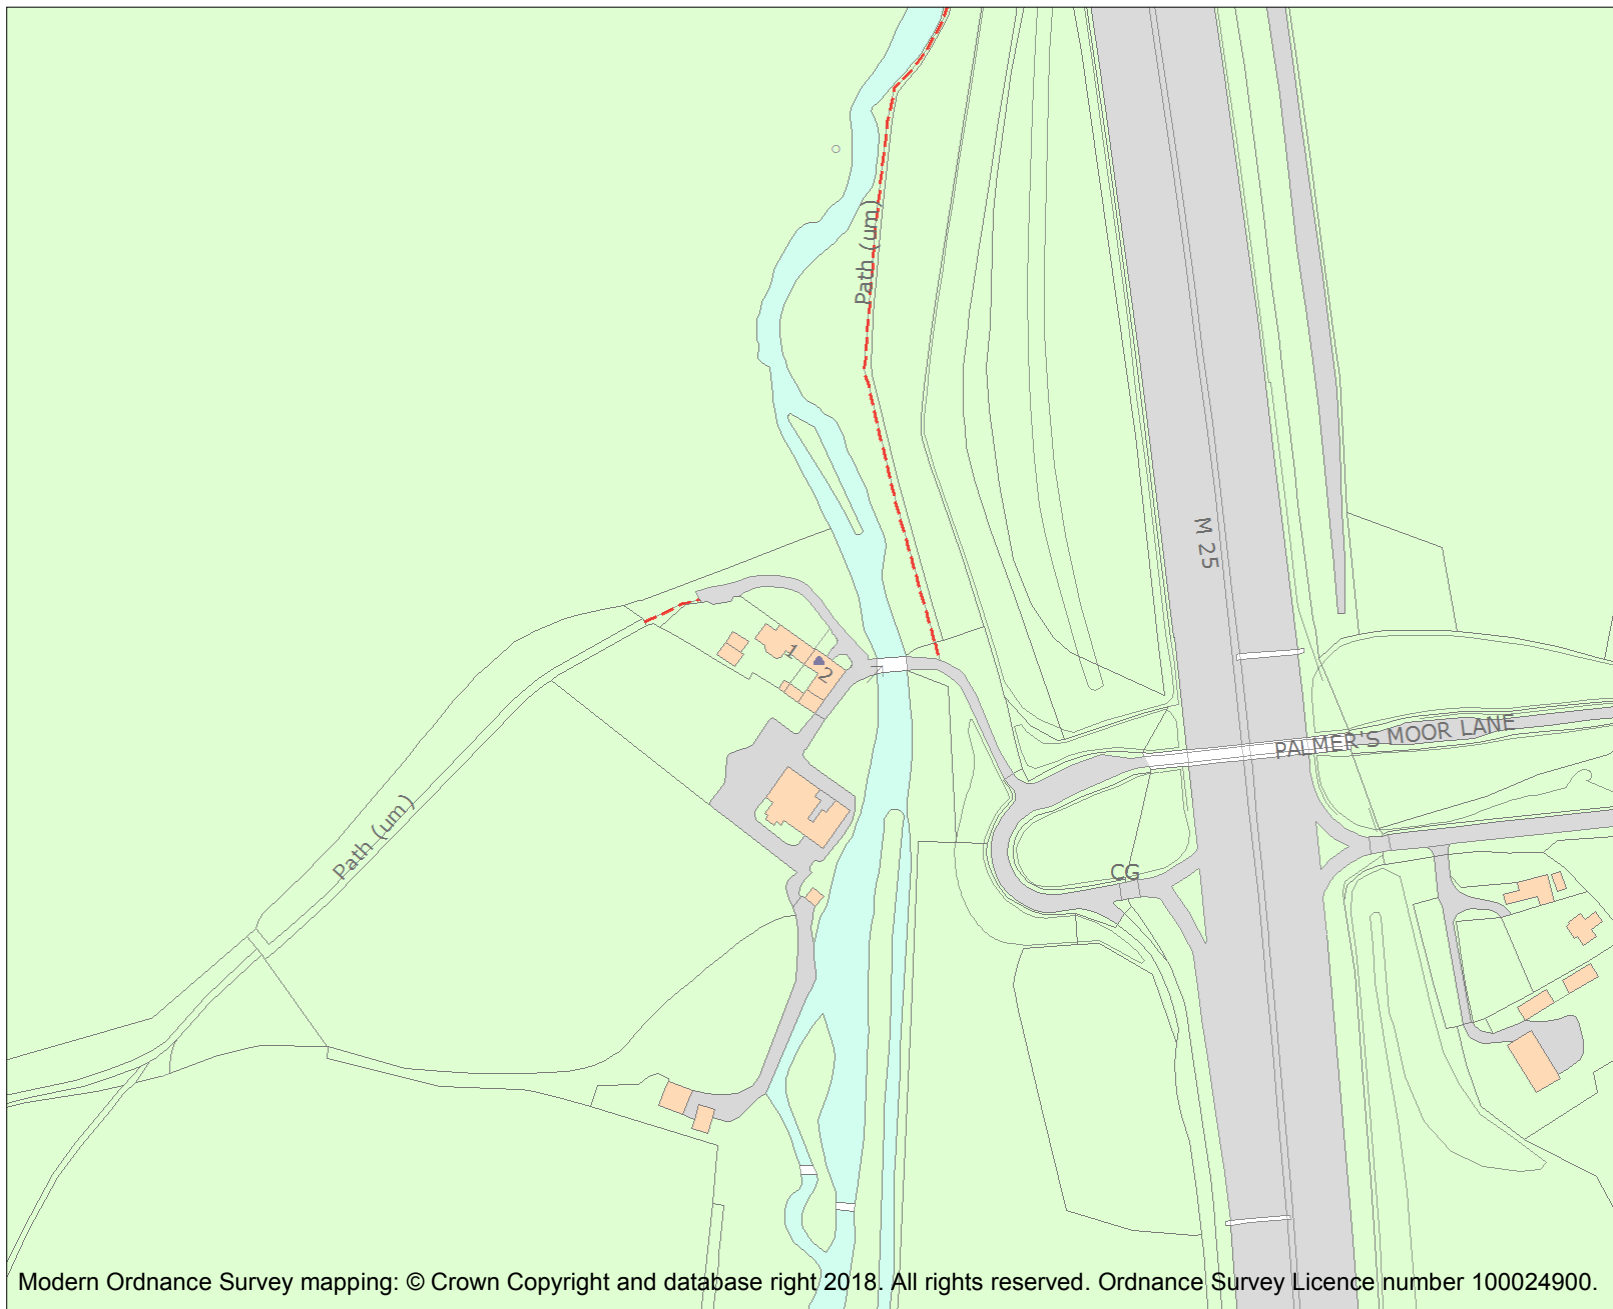 Path (um)
M 25
1
2
PALMER'S MOOR LANE
Path (um)
CG
Modern Ordnance Survey mapping: © Crown Copyright and database right 2018. All rights reserved. Ordnance Survey Licence number 100024900.